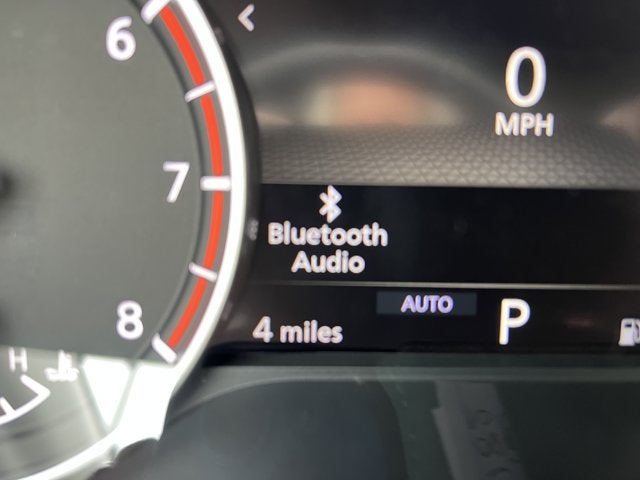 6
7
8
H
<
0
MPH
Bluetooth
Audio
4 miles
AUTO
P